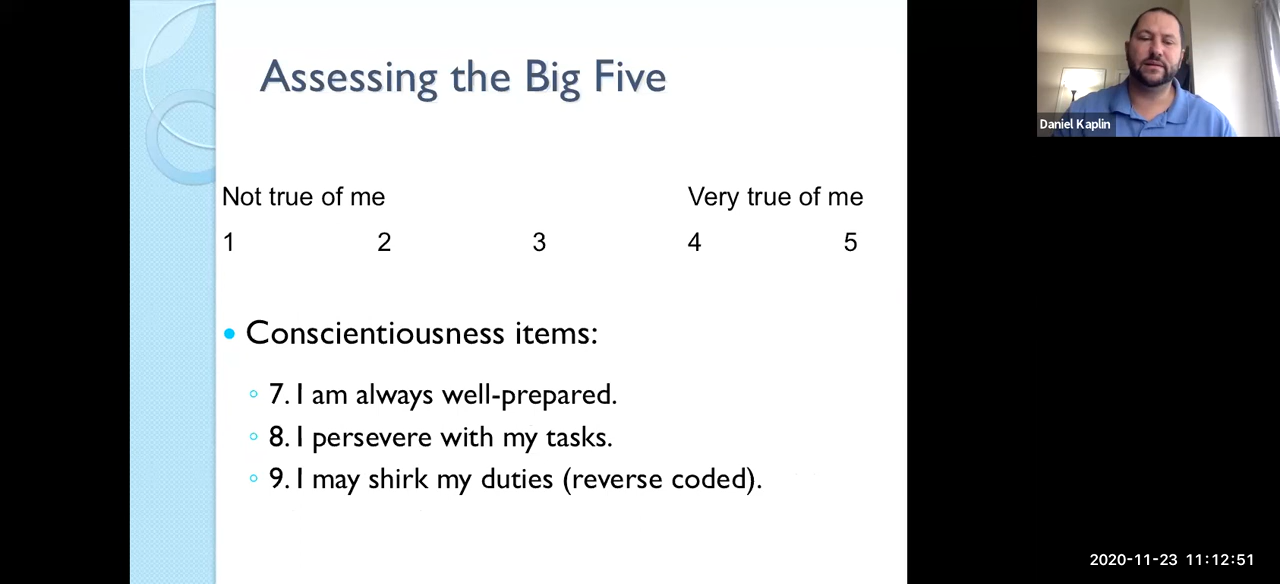 Assessing the Big Five
Daniel Kaplin
Not true of me Very true of me
1 2 3 4 5
Conscientiousness items:
7. I am always well-prepared.
8. I persevere with my tasks.
9. I may shirk my duties (reverse coded).
2020-11-23 11:12:51